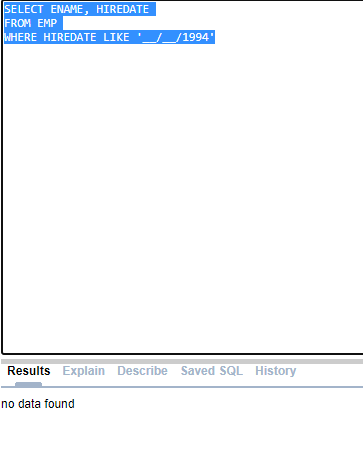 SELECT ENAME, HIREDATE
FROM EMP
WHERE HIREDATE LIKE '__/__/1994'
Results Explain Describe Saved SQL History
no data found